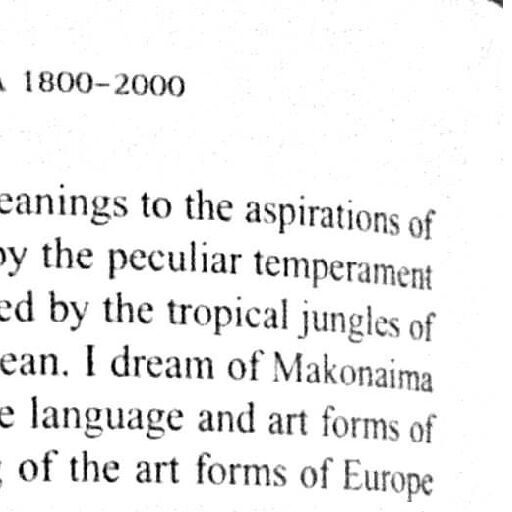 1800–2000
eanings to the aspirations of
by the peculiar temperament
ed by the tropical jungles of
ean. I dream of Makonaima
e language and art forms of
of the art forms of Europe